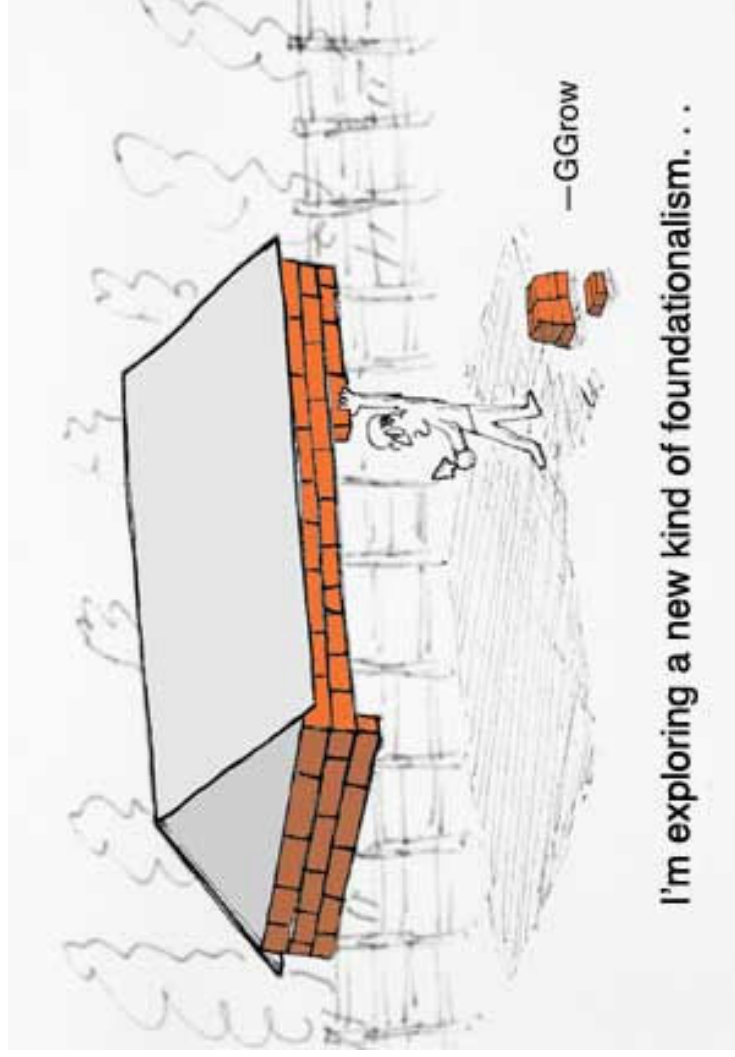 —GGrow
I'm exploring a new kind of foundationalism. . .